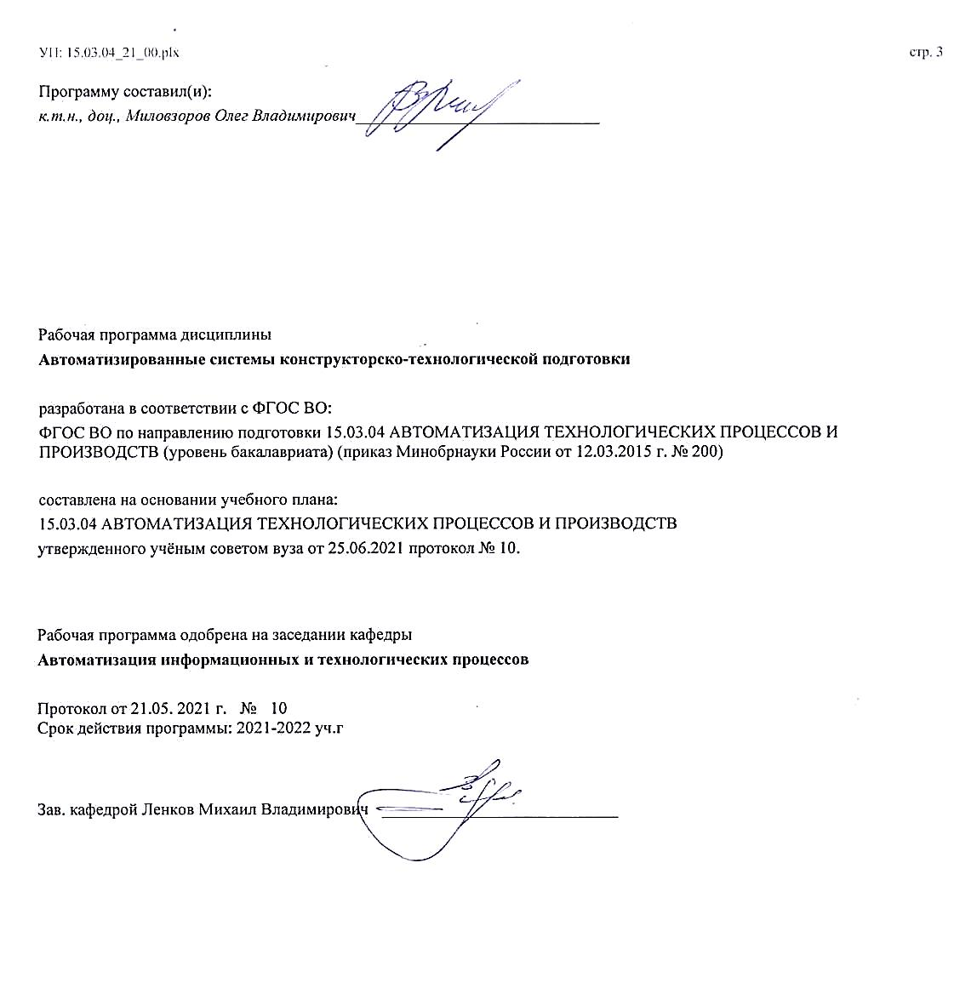 УП: 15.03.04_21_00.plx
стр. 3
Программу составил(и):
к.т.н., доц., Миловзоров Олег Владимирович
Рабочая программа дисциплины
Автоматизированные системы конструкторско-технологической подготовки
разработана в соответствии с ФГОС ВО:
ФГОС ВО по направлению подготовки 15.03.04 АВТОМАТИЗАЦИЯ ТЕХНОЛОГИЧЕСКИХ ПРОЦЕССОВ И
ПРОИЗВОДСТВ (уровень бакалавриата) (приказ Минобрнауки России от 12.03.2015 г. № 200)
составлена на основании учебного плана:
15.03.04 АВТОМАТИЗАЦИЯ ТЕХНОЛОГИЧЕСКИХ ПРОЦЕССОВ И ПРОИЗВОДСТВ
утвержденного учёным советом вуза от 25.06.2021 протокол № 10.
Рабочая программа одобрена на заседании кафедры
Автоматизация информационных и технологических процессов
Протокол от 21.05. 2021 г. № 10
Срок действия программы: 2021-2022 уч.г
Зав. кафедрой Ленков Михаил Владимирович